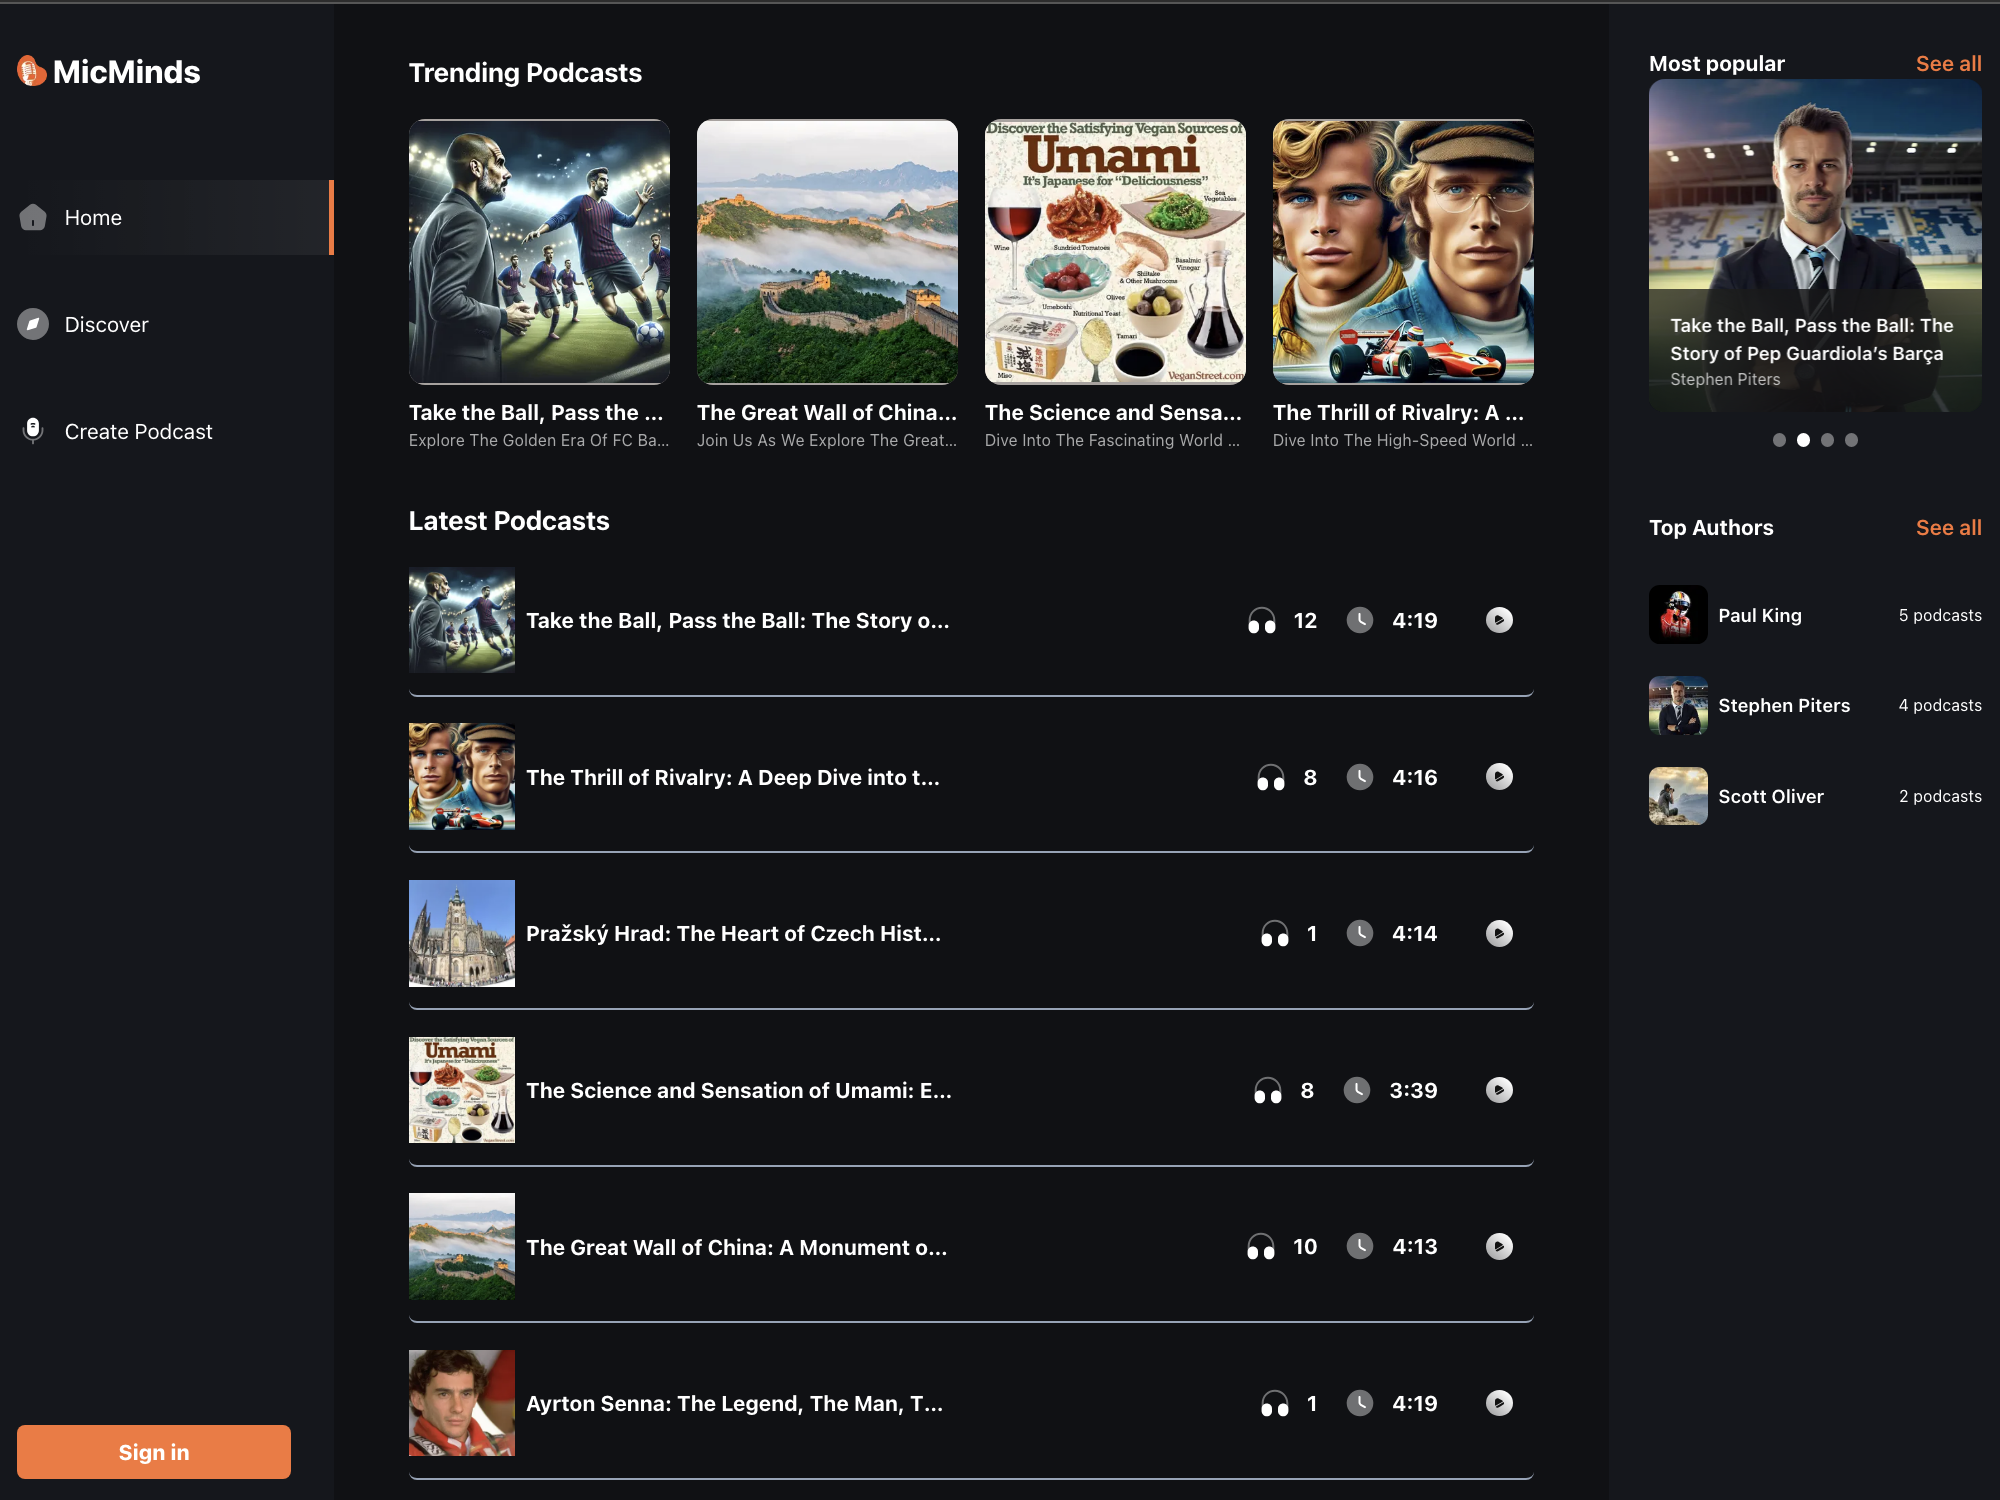 MicMinds
Home
Discover
Create Podcast
Sign in
Trending Podcasts
Discover the Satisfying Vegan Sources of
Umami
It's Japanese for “Deliciousness”
Sea
Vegetables
Wine
Sundried Tomatoes
Basalmic
Vinegar
Shiitake
& Other Mushrooms
Umeboshi
Olives
Nutritional Yeast
Tamari
Miso
VeganStreet.com
Take the Ball, Pass the ...
Explore The Golden Era Of FC Ba...
The Great Wall of China...
Join Us As We Explore The Great...
The Science and Sensa...
Dive Into The Fascinating World ...
The Thrill of Rivalry: A ...
Dive Into The High-Speed World ...
Latest Podcasts
Take the Ball, Pass the Ball: The Story o... 12 4:19
The Thrill of Rivalry: A Deep Dive into t... 8 4:16
Pražský Hrad: The Heart of Czech Hist... 1 4:14
Umami
The Science and Sensation of Umami: E... 8 3:39
The Great Wall of China: A Monument o... 10 4:13
Ayrton Senna: The Legend, The Man, T... 1 4:19
Most popular See all
Take the Ball, Pass the Ball: The
Story of Pep Guardiola’s Barça
Stephen Piters
Top Authors See all
Paul King 5 podcasts
Stephen Piters 4 podcasts
Scott Oliver 2 podcasts